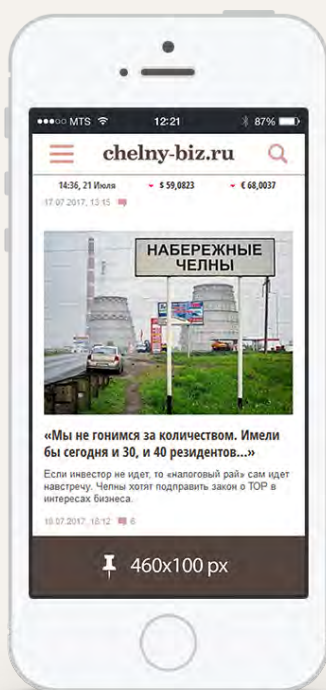 MTS 12:21 87%
chelny-biz.ru
14:36, 21 Июля $ 59,0823 € 68,0037
17.07.2017, 13:15
НАБЕРЕЖНЫЕ
ЧЕЛНЫ
«Мы не гонимся за количеством. Имели
бы сегодня и 30, и 40 резидентов...»
Если инвестор не идет, то «налоговый рай» сам идет
навстречу. Челны хотят подправить закон о ТОР в
интересах бизнеса.
18.07.2017, 18:12 6
460x100 px